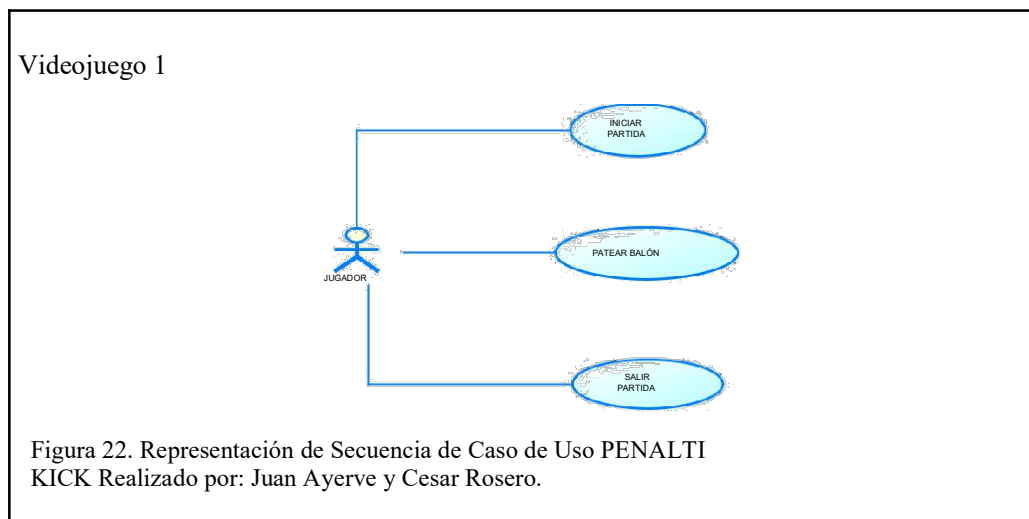 Videojuego 1
INICIAR
PARTIDA
PATEAR BALÓN
JUGADOR
SALIR
PARTIDA
Figura 22. Representación de Secuencia de Caso de Uso PENALTI
KICK Realizado por: Juan Ayerve y Cesar Rosero.